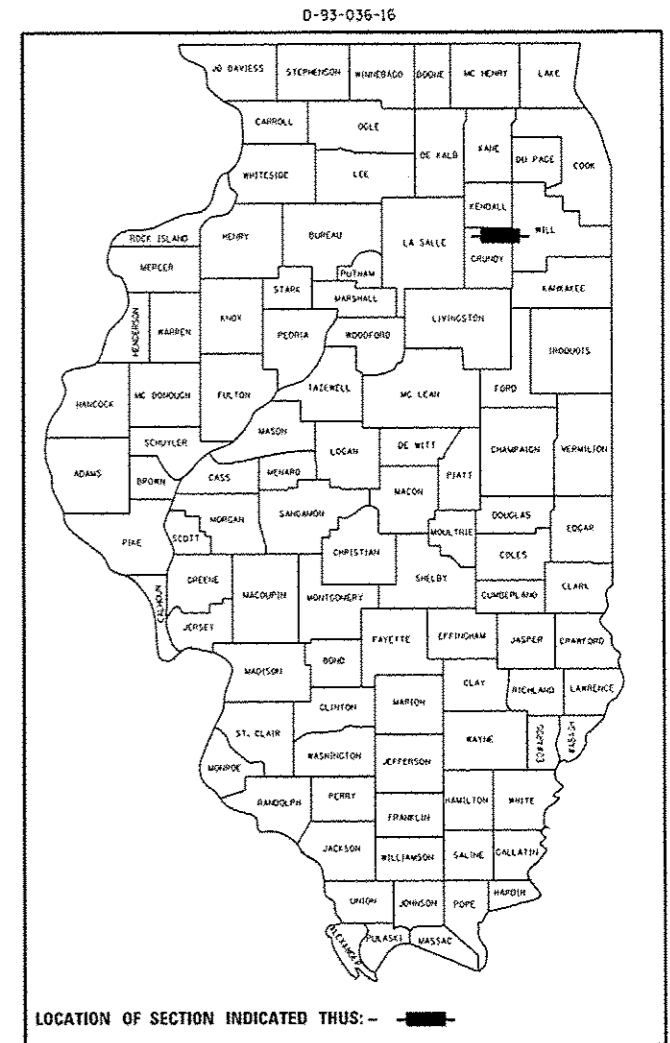 D-93-036-16
JO DAVIESS
STEPHENSON
WINNEBAGO
BOONE
MC HENRY
LAKE
CARROLL
OGLE
DE KALB
KANE
DU PAGE
COOK
WHITESIDE
LEE
KENDALL
WILL
ROCK ISLAND
HENRY
BUREAU
LA SALLE
GRUNDY
MERCER
PUTNAM
KANKAKEE
STARK
MARSHALL
HENDERSON
WARREN
KNOX
PEORIA
WOODFORD
LIVINGSTON
IROQUOIS
HANCOCK
MC DONOUGH
FULTON
TAZEWELL
MC LEAN
FORD
SCHUYLER
MASON
LOGAN
DE WITT
CHAMPAIGN
VERMILION
ADAMS
BROWN
CASS
MENARD
PIATT
MACON
PIKE
SCOTT
MORGAN
SANGAMON
CHRISTIAN
MOULTRIE
DOUGLAS
EDGAR
COLES
CALHOUN
GREENE
MACOUPIN
MONTGOMERY
SHELBY
CUMBERLAND
CLARK
JERSEY
FAYETTE
EFFINGHAM
JASPER
CRAWFORD
MADISON
BOND
CLAY
RICHLAND
LAWRENCE
CLINTON
MARION
ST. CLAIR
WAYNE
EDWARDS
WABASH
MONROE
WASHINGTON
JEFFERSON
RANDOLPH
PERRY
HAMILTON
WHITE
FRANKLIN
JACKSON
WILLIAMSON
SALINE
GALLATIN
UNION
JOHNSON
POPE
HARDIN
ALEXANDER
PULASKI
MASSAC
LOCATION OF SECTION INDICATED THUS: -